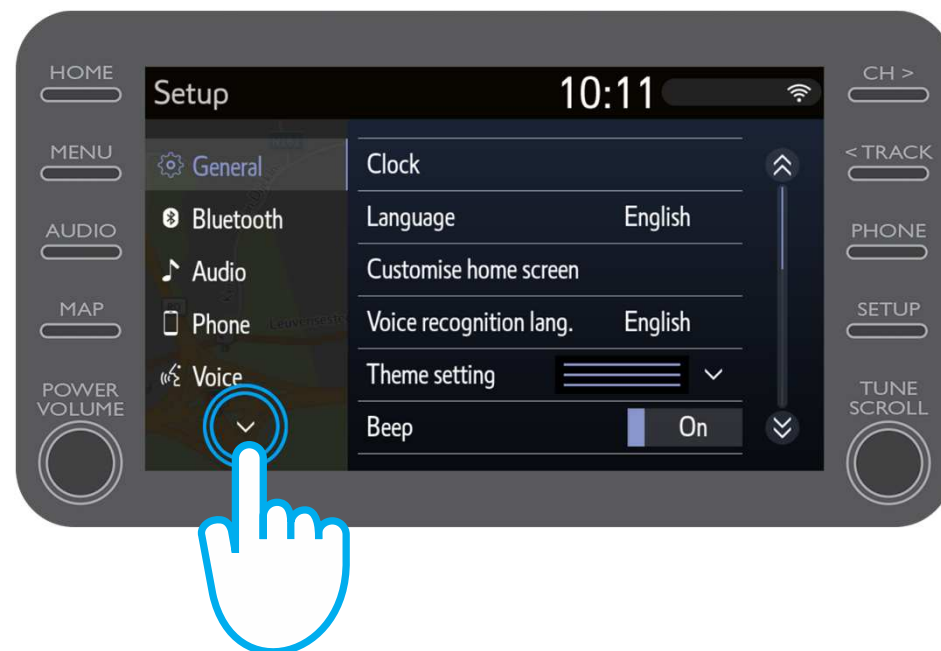 HOME
MENU
AUDIO
MAP
POWER
VOLUME
Setup
10:11
General
Bluetooth
Audio
Phone
Voice
Clock
Language English
Customise home screen
Voice recognition lang. English
Theme setting
Beep On
CH >
< TRACK
PHONE
SETUP
TUNE
SCROLL